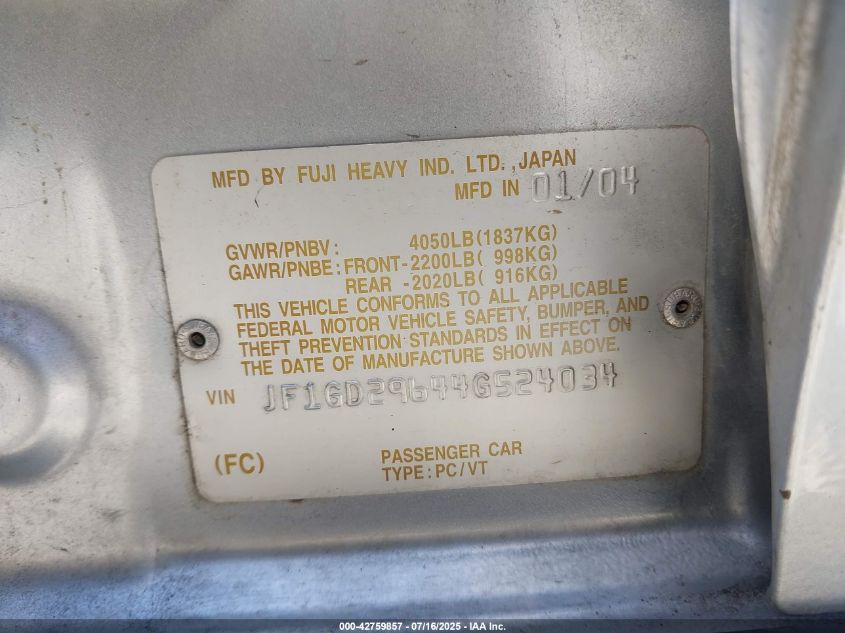 MFD BY FUJI HEAVY IND. LTD.,JAPAN
MFD IN 01/04
GVWR/PNBV: 4050LB(1837KG)
GAWR/PNBE: FRONT-2200LB( 998KG)
REAR -2020LB( 916KG)
THIS VEHICLE CONFORMS TO ALL APPLICABLE
FEDERAL MOTOR VEHICLE SAFETY, BUMPER, AND
THEFT PREVENTION STANDARDS IN EFFECT ON
THE DATE OF MANUFACTURE SHOWN ABOVE.
VIN JF1GD29644G524034
(FC) PASSENGER CAR
TYPE:PC/VT
000-42759857 - 07/16/2025 - IAA Inc.